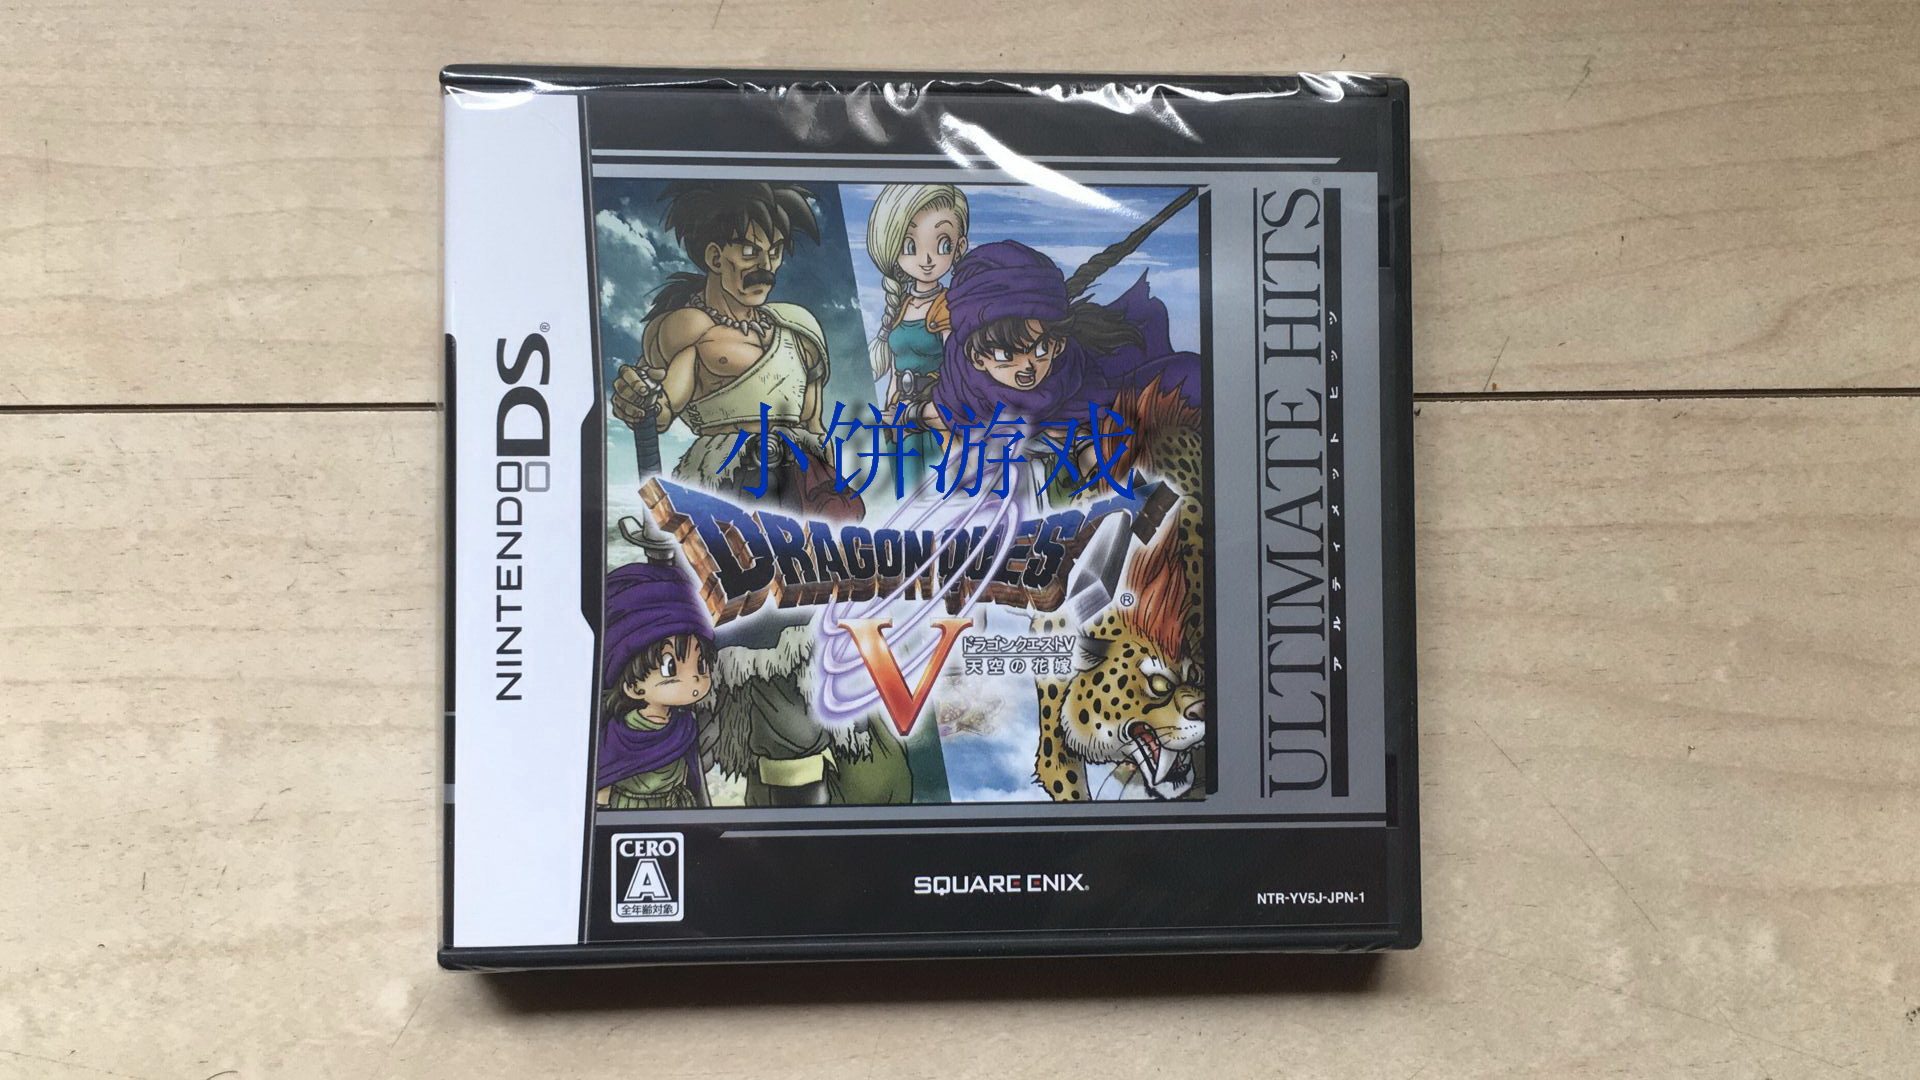 NINTENDO DS®
小饼游戏
DRAGON QUEST®
V
ドラゴンクエストV
天空の花嫁
ULTIMATE HITS®
アルティメットヒッツ
CERO
A
全年齢対象
SQUARE ENIX®
NTR-YV5J-JPN-1